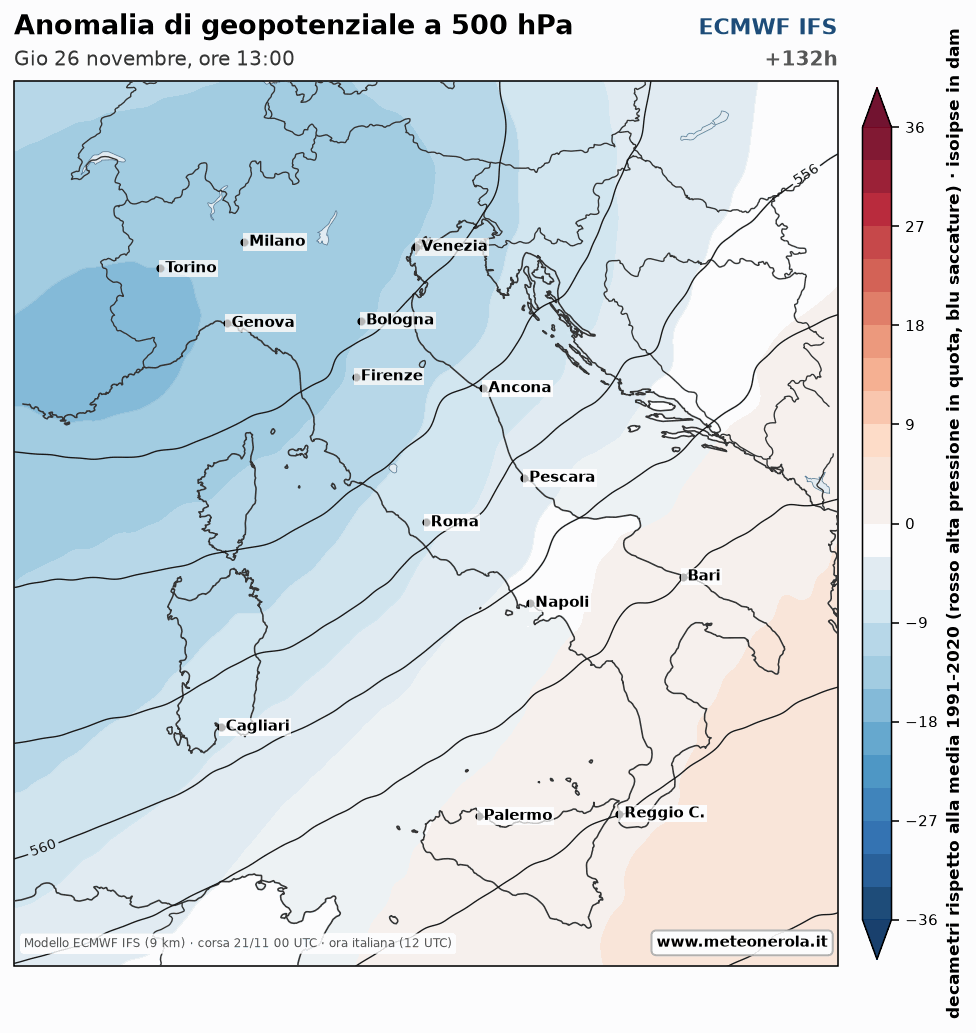 Anomalia di geopotenziale a 500 hPa
ECMWF IFS
Gio 26 novembre, ore 13:00
+132h
556
Milano
Venezia
Torino
Genova
Bologna
Firenze
Ancona
Pescara
Roma
Bari
Napoli
Cagliari
Palermo
Reggio C.
560
Modello ECMWF IFS (9 km) · corsa 21/11 00 UTC · ora italiana (12 UTC)
www.meteonerola.it
36
27
18
9
0
−9
−18
−27
−36
decametri rispetto alla media 1991-2020 (rosso alta pressione in quota, blu saccature) · isoipse in dam